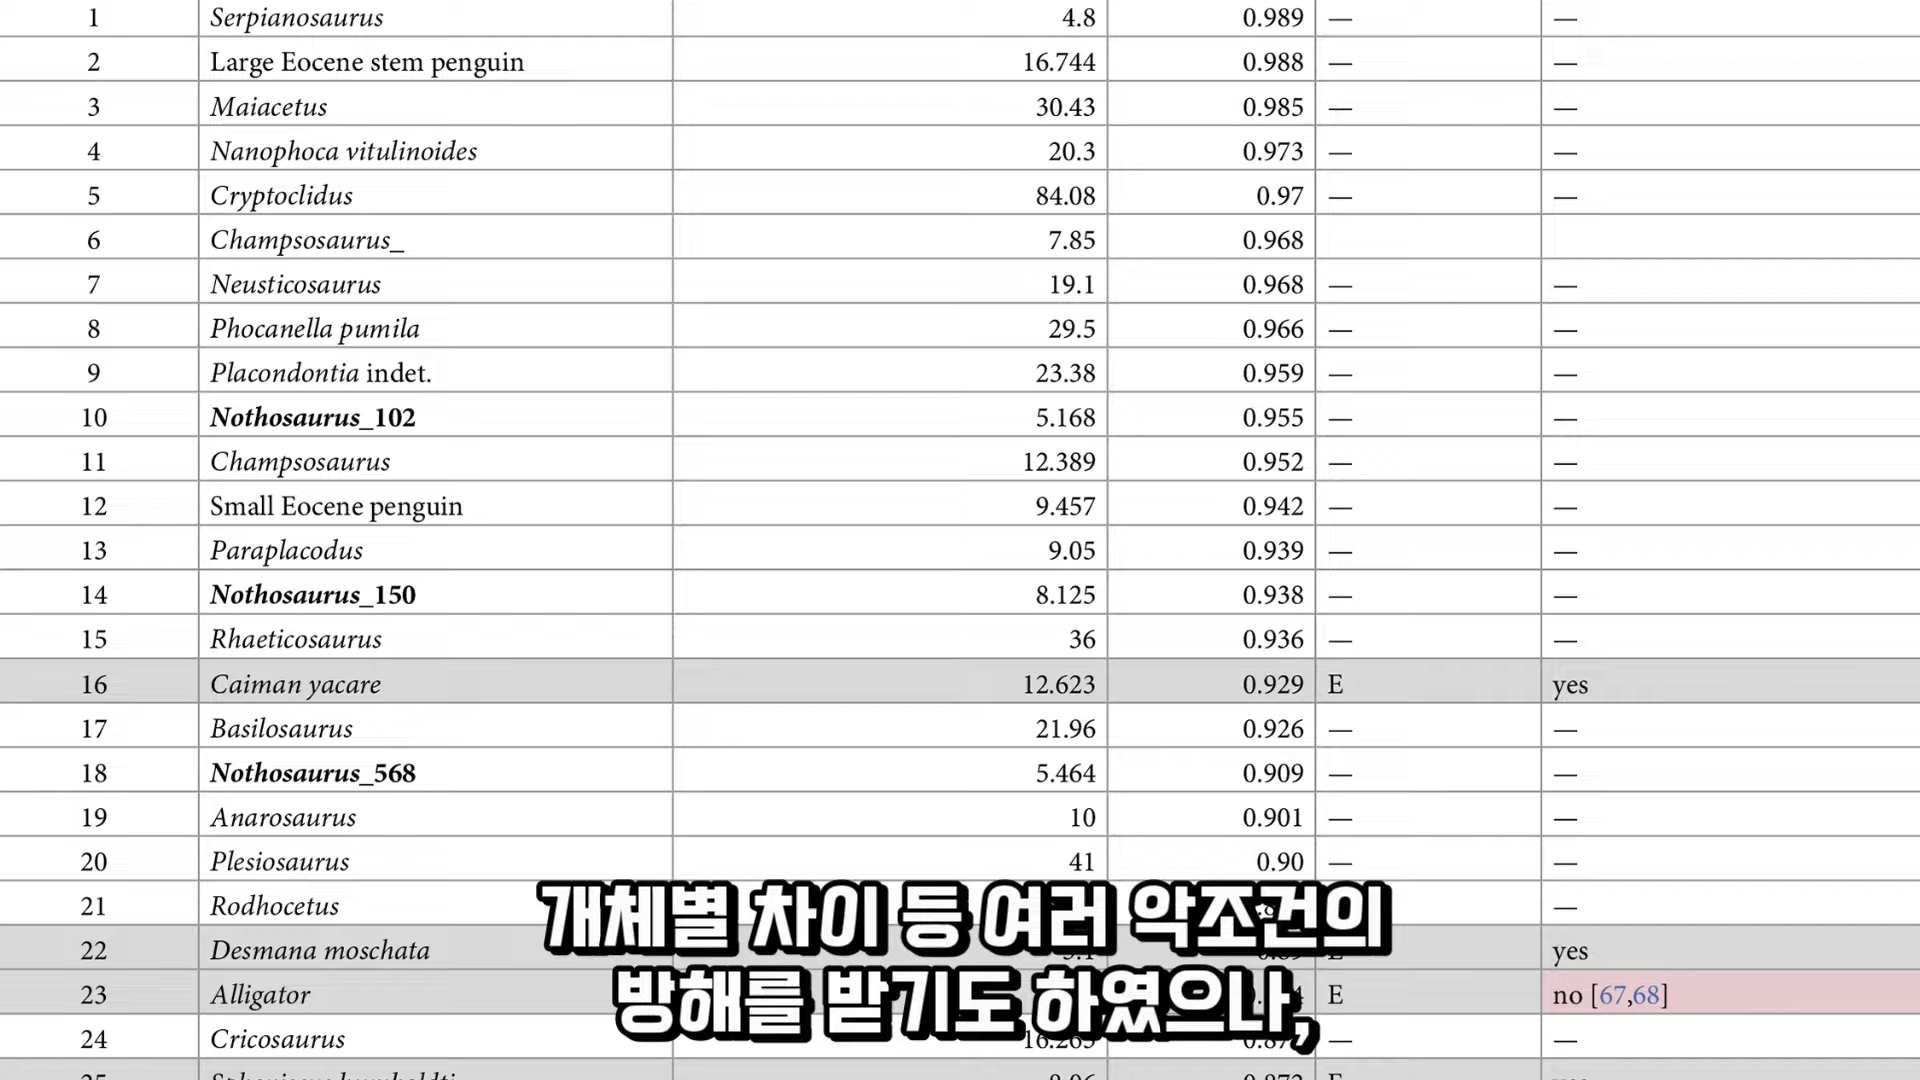 1 Serpianosaurus 4.8 0.989 — —
2 Large Eocene stem penguin 16.744 0.988 — —
3 Maiacetus 30.43 0.985 — —
4 Nanophoca vitulinoides 20.3 0.973 — —
5 Cryptoclidus 84.08 0.97 — —
6 Champsosaurus_ 7.85 0.968
7 Neusticosaurus 19.1 0.968 — —
8 Phocanella pumila 29.5 0.966 — —
9 Placondontia indet. 23.38 0.959 — —
10 Nothosaurus_102 5.168 0.955 — —
11 Champsosaurus 12.389 0.952 — —
12 Small Eocene penguin 9.457 0.942 — —
13 Paraplacodus 9.05 0.939 — —
14 Nothosaurus_150 8.125 0.938 — —
15 Rhaeticosaurus 36 0.936 — —
16 Caiman yacare 12.623 0.929 E yes
17 Basilosaurus 21.96 0.926 — —
18 Nothosaurus_568 5.464 0.909 — —
19 Anarosaurus 10 0.901 — —
20 Plesiosaurus 41 0.90 — —
21 Rodhocetus —
22 Desmana moschata yes
23 Alligator E no [67,68]
24 Cricosaurus — —
개체별 차이 등 여러 악조건의
방해를 받기도 하였으나,